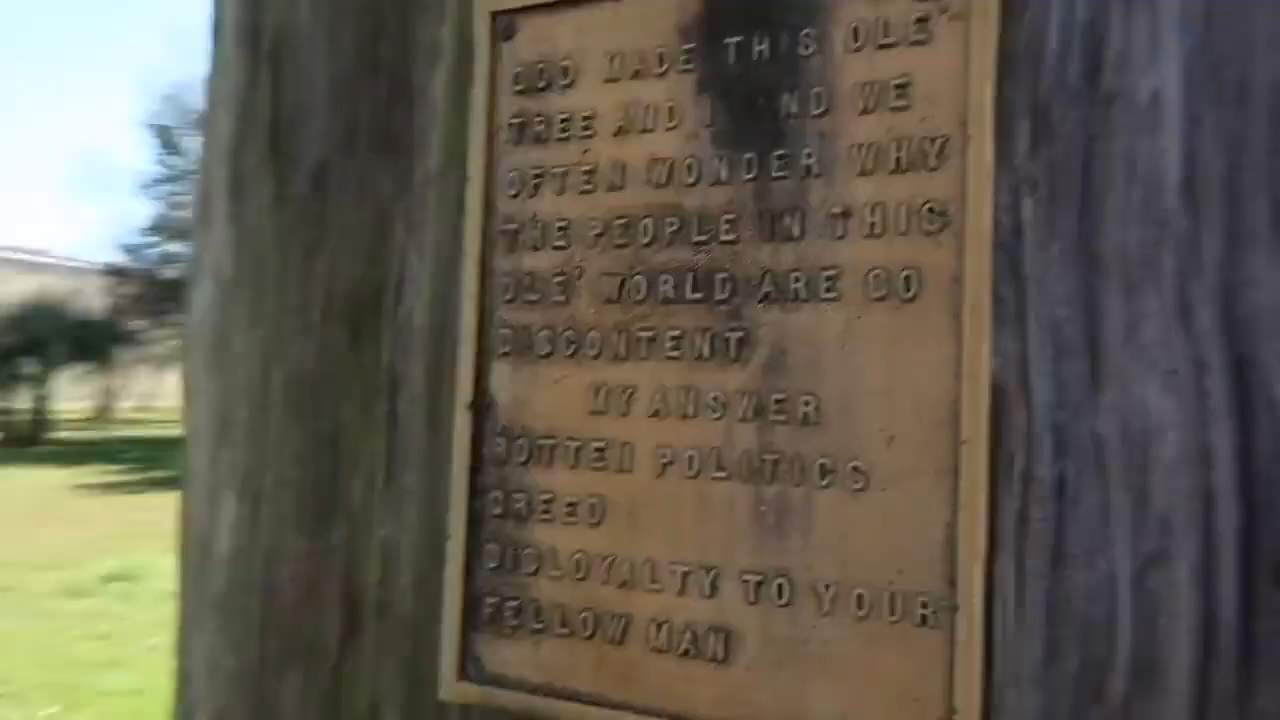 GOD MADE THIS OLE'
TREE AND I AND WE
OFTEN WONDER WHY
THE PEOPLE IN THIS
OLE' WORLD ARE SO
DISCONTENT
MY ANSWER
ROTTEN POLITICS
GREED
DISLOYALTY TO YOUR
FELLOW MAN